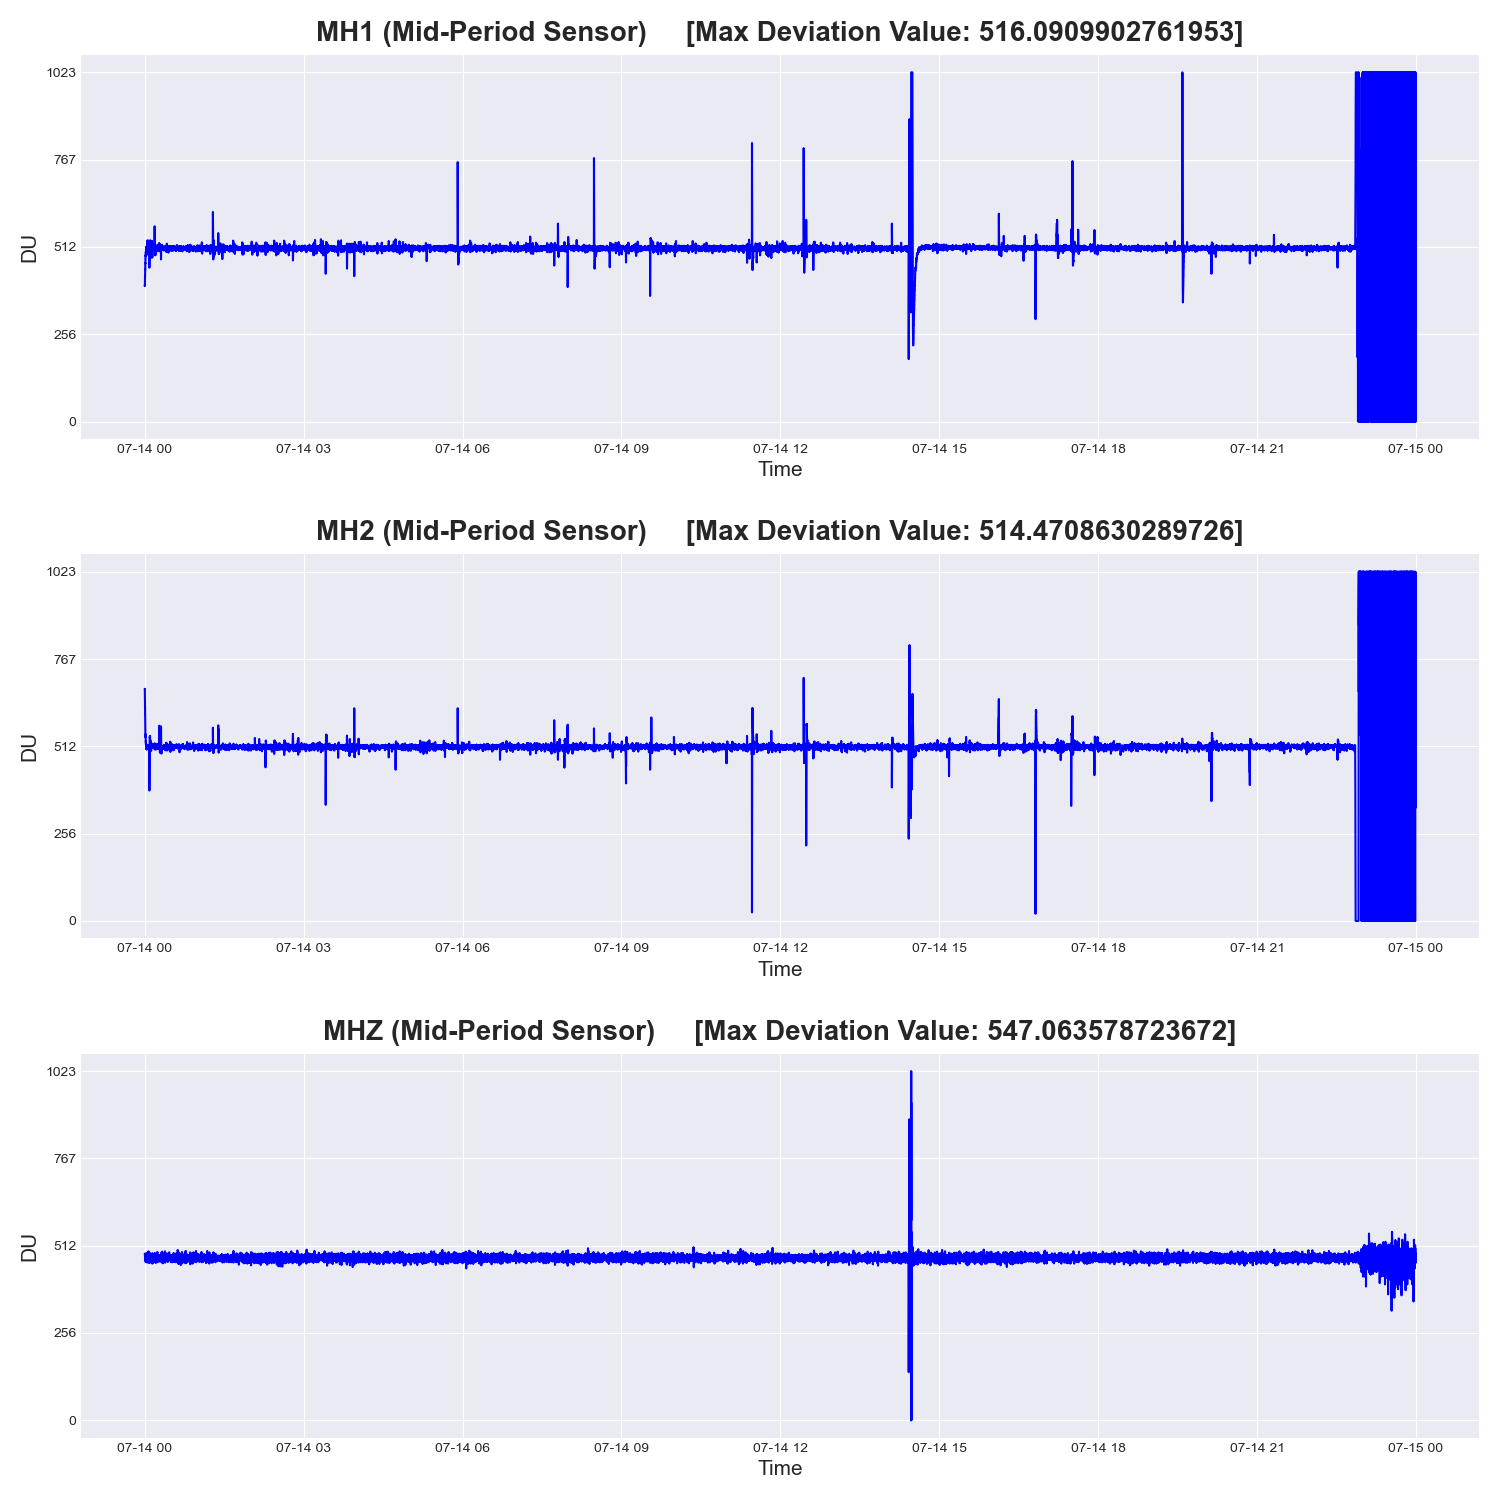 MH1 (Mid-Period Sensor) [Max Deviation Value: 516.0909902761953]
1023
767
512
256
0
DU
07-14 00 07-14 03 07-14 06 07-14 09 07-14 12 07-14 15 07-14 18 07-14 21 07-15 00
Time
MH2 (Mid-Period Sensor) [Max Deviation Value: 514.4708630289726]
1023
767
512
256
0
DU
07-14 00 07-14 03 07-14 06 07-14 09 07-14 12 07-14 15 07-14 18 07-14 21 07-15 00
Time
MHZ (Mid-Period Sensor) [Max Deviation Value: 547.063578723672]
1023
767
512
256
0
DU
07-14 00 07-14 03 07-14 06 07-14 09 07-14 12 07-14 15 07-14 18 07-14 21 07-15 00
Time